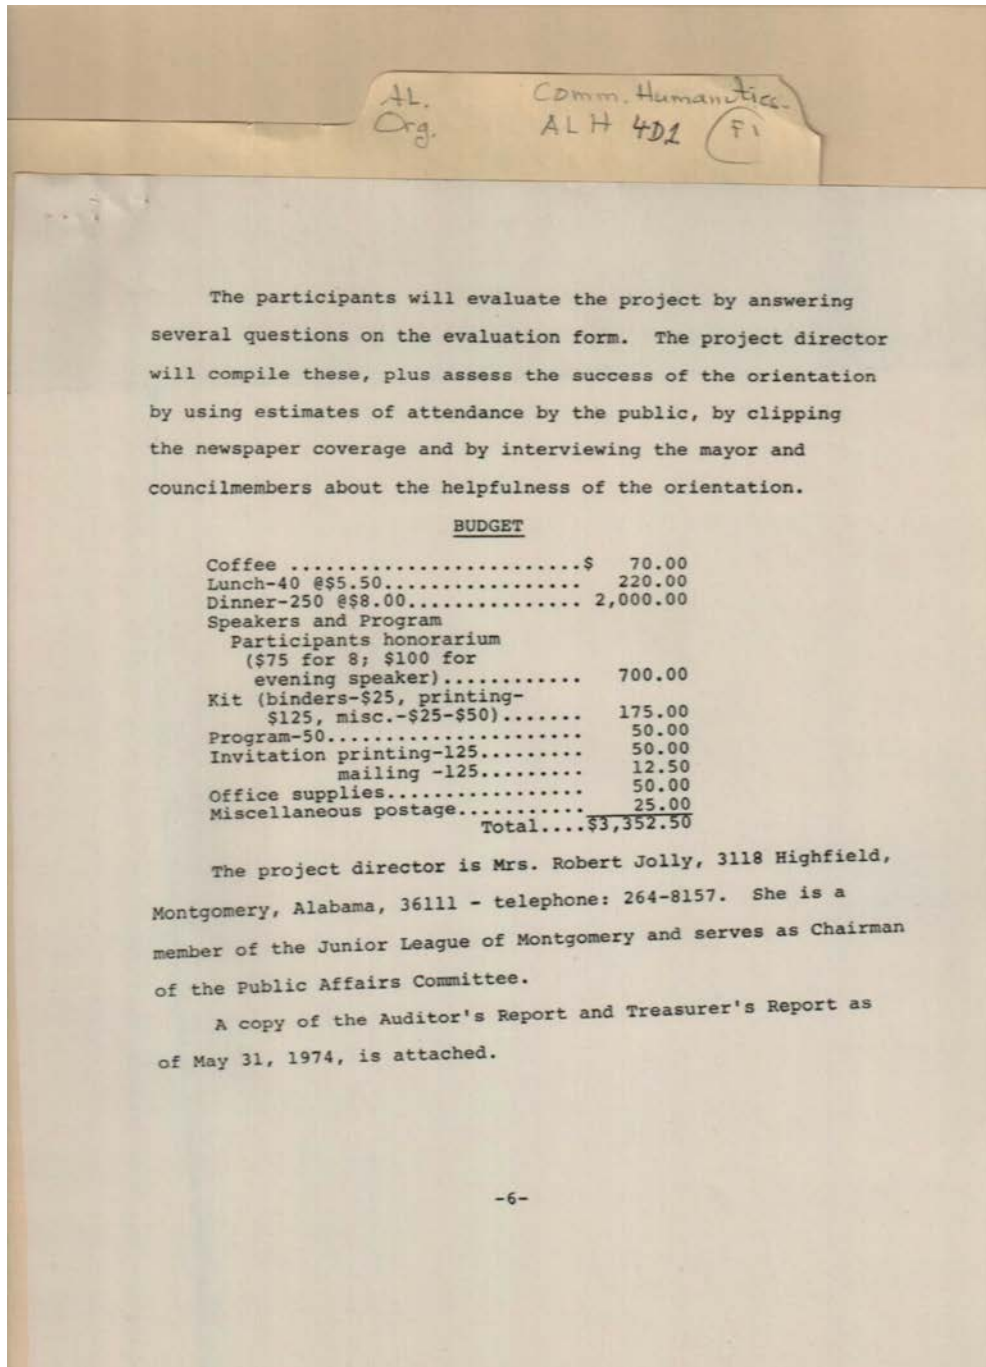 AL.
Org.
Comm. Humanities.
ALH 4D1 F1
The participants will evaluate the project by answering
several questions on the evaluation form. The project director
will compile these, plus assess the success of the orientation
by using estimates of attendance by the public, by clipping
the newspaper coverage and by interviewing the mayor and
councilmembers about the helpfulness of the orientation.
BUDGET
Coffee ..........................$ 70.00
Lunch-40 @$5.50................. 220.00
Dinner-250 @$8.00............... 2,000.00
Speakers and Program
Participants honorarium
($75 for 8; $100 for
evening speaker)............ 700.00
Kit (binders-$25, printing-
$125, misc.-$25-$50)....... 175.00
Program-50...................... 50.00
Invitation printing-125......... 50.00
mailing -125......... 12.50
Office supplies................. 50.00
Miscellaneous postage........... 25.00
Total....$3,352.50
The project director is Mrs. Robert Jolly, 3118 Highfield,
Montgomery, Alabama, 36111 - telephone: 264-8157. She is a
member of the Junior League of Montgomery and serves as Chairman
of the Public Affairs Committee.
A copy of the Auditor's Report and Treasurer's Report as
of May 31, 1974, is attached.
-6-